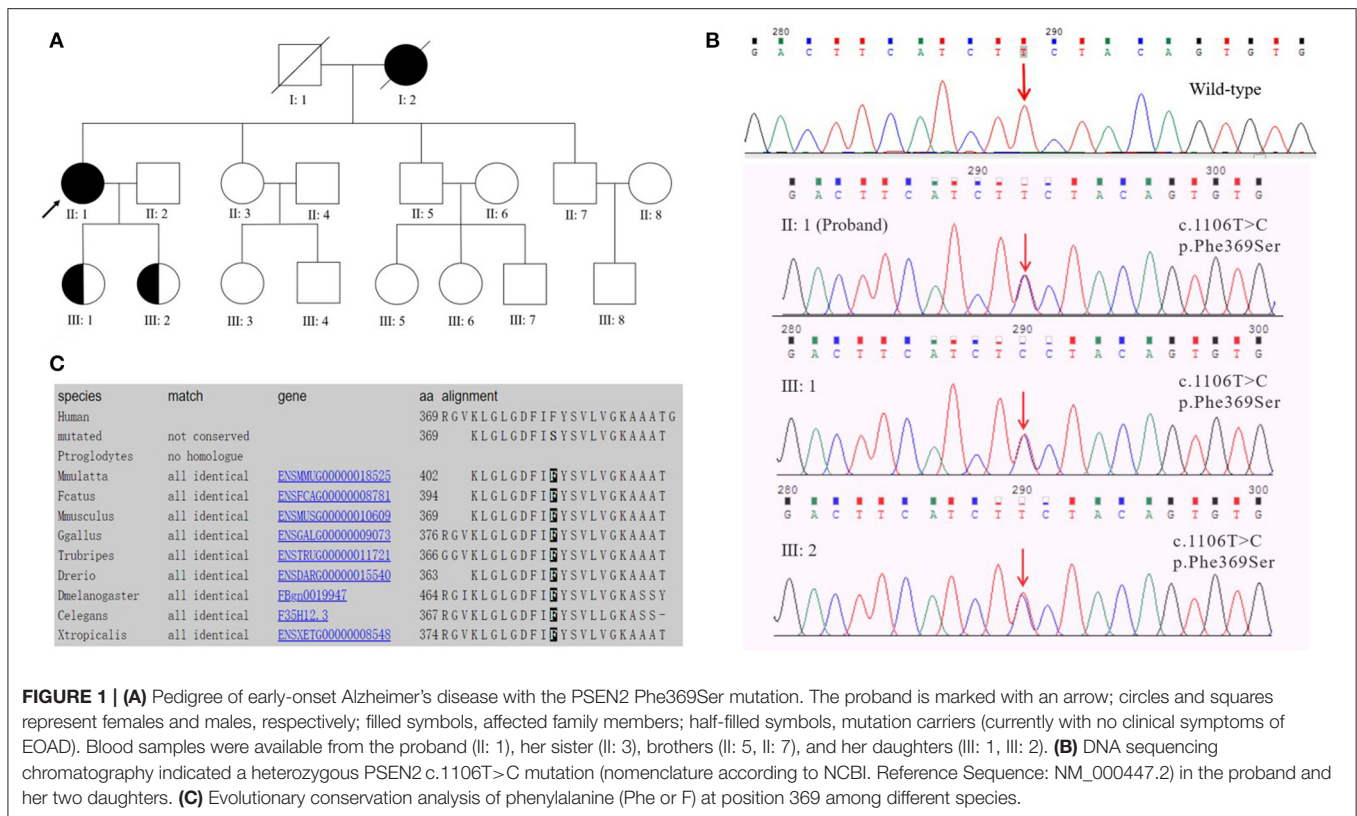 A
I: 1
I: 2
II: 1
II: 2
II: 3
II: 4
II: 5
II: 6
II: 7
II: 8
III: 1
III: 2
III: 3
III: 4
III: 5
III: 6
III: 7
III: 8
B
280 290
G A C T T C A T C T T C T A C A G T G T G
Wild-type
290 300
G A C T T C A T C T T C T A C A G T G T G
II: 1 (Proband)
c.1106T>C
p.Phe369Ser
280 290 300
G A C T T C A T C T C C T A C A G T G T G
III: 1
c.1106T>C
p.Phe369Ser
280 290 300
G A C T T C A T C T T C T A C A G T G T G
III: 2
c.1106T>C
p.Phe369Ser
C
species match gene aa alignment
Human 369 RGVKLGLGDFIFYSVLVGKAAATG
mutated not conserved 369 KLGLGDFISYSVLVGKAAAT
Ptroglodytes no homologue
Mmulatta all identical ENSMMUG00000018525 402 KLGLGDFIFYSVLVGKAAAT
Fcatus all identical ENSFCAG00000008781 394 KLGLGDFIFYSVLVGKAAAT
Mmusculus all identical ENSMUSG00000010609 369 KLGLGDFIFYSVLVGKAAAT
Ggallus all identical ENSGALG00000009073 376 RGVKLGLGDFIFYSVLVGKAAAT
Trubripes all identical ENSTRUG00000011721 366 GGVKLGLGDFIFYSVLVGKAAAT
Drerio all identical ENSDARG00000015540 363 KLGLGDFIFYSVLVGKAAAT
Dmelanogaster all identical FBgn0019947 464 RGIKLGLGDFIFYSVLVGKASSY
Celegans all identical F35H12.3 367 RGVKLGLGDFIFYSVLLGKASS-
Xtropicalis all identical ENSXETG00000008548 374 RGVKLGLGDFIFYSVLVGKAAAT
FIGURE 1 | (A) Pedigree of early-onset Alzheimer's disease with the PSEN2 Phe369Ser mutation. The proband is marked with an arrow; circles and squares
represent females and males, respectively; filled symbols, affected family members; half-filled symbols, mutation carriers (currently with no clinical symptoms of
EOAD). Blood samples were available from the proband (II: 1), her sister (II: 3), brothers (II: 5, II: 7), and her daughters (III: 1, III: 2). (B) DNA sequencing
chromatography indicated a heterozygous PSEN2 c.1106T>C mutation (nomenclature according to NCBI. Reference Sequence: NM_000447.2) in the proband and
her two daughters. (C) Evolutionary conservation analysis of phenylalanine (Phe or F) at position 369 among different species.